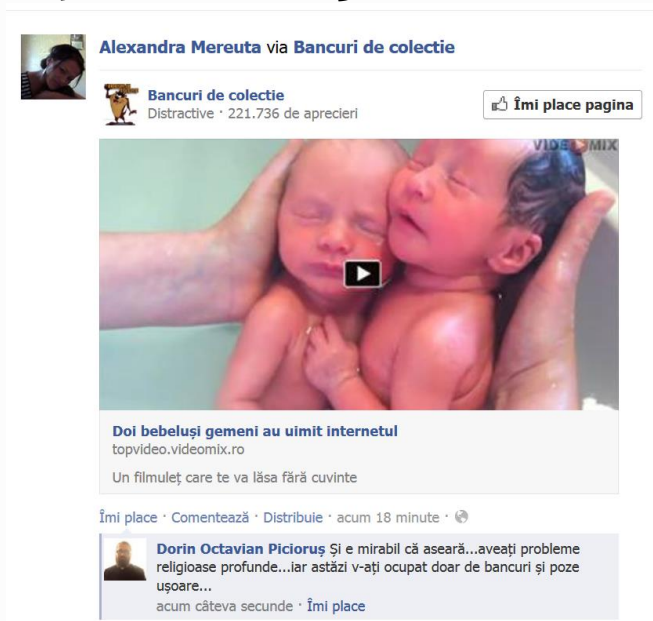 Alexandra Mereuta via Bancuri de colectie
Bancuri de colectie
Distractive · 221.736 de aprecieri
Îmi place pagina
VIDEOMIX
Doi bebeluși gemeni au uimit internetul
topvideo.videomix.ro
Un filmuleț care te va lăsa fără cuvinte
Îmi place · Comentează · Distribuie · acum 18 minute ·
Dorin Octavian Picioruș Și e mirabil că aseară...aveați probleme
religioase profunde...iar astăzi v-ați ocupat doar de bancuri și poze
ușoare...
acum câteva secunde · Îmi place